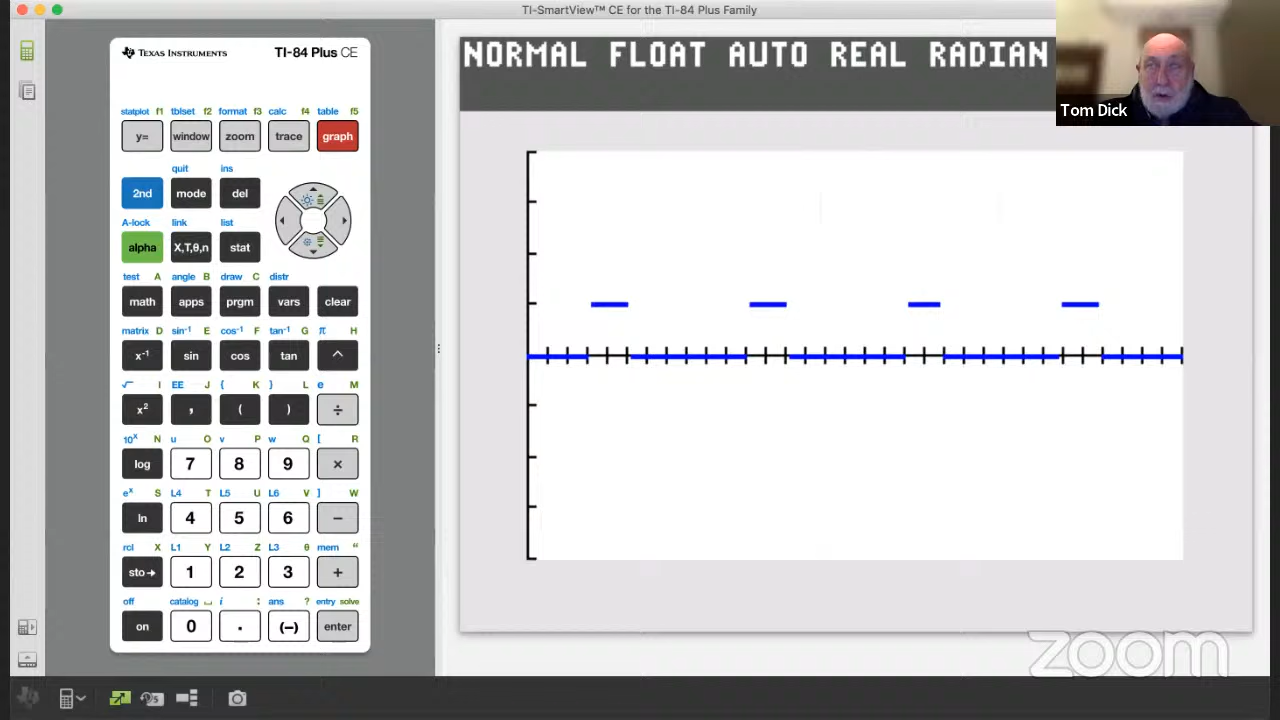 TI-SmartView™ CE for the TI-84 Plus Family
TEXAS INSTRUMENTS TI-84 Plus CE
statplot f1 tblset f2 format f3 calc f4 table f5
y= window zoom trace graph
quit ins
2nd mode del
A-lock link list
alpha X,T,θ,n stat
test A angle B draw C distr
math apps prgm vars clear
matrix D sin⁻¹ E cos⁻¹ F tan⁻¹ G π H
x⁻¹ sin cos tan ^
√ I EE J { K } L e M
x² , ( ) ÷
10ˣ N u O v P w Q [ R
log 7 8 9 ×
eˣ S L4 T L5 U L6 V ] W
ln 4 5 6 −
rcl X L1 Y L2 Z L3 θ mem “
sto→ 1 2 3 +
off catalog ␣ i : ans ? entry solve
on 0 . (−) enter
NORMAL FLOAT AUTO REAL RADIAN
Tom Dick
zoom